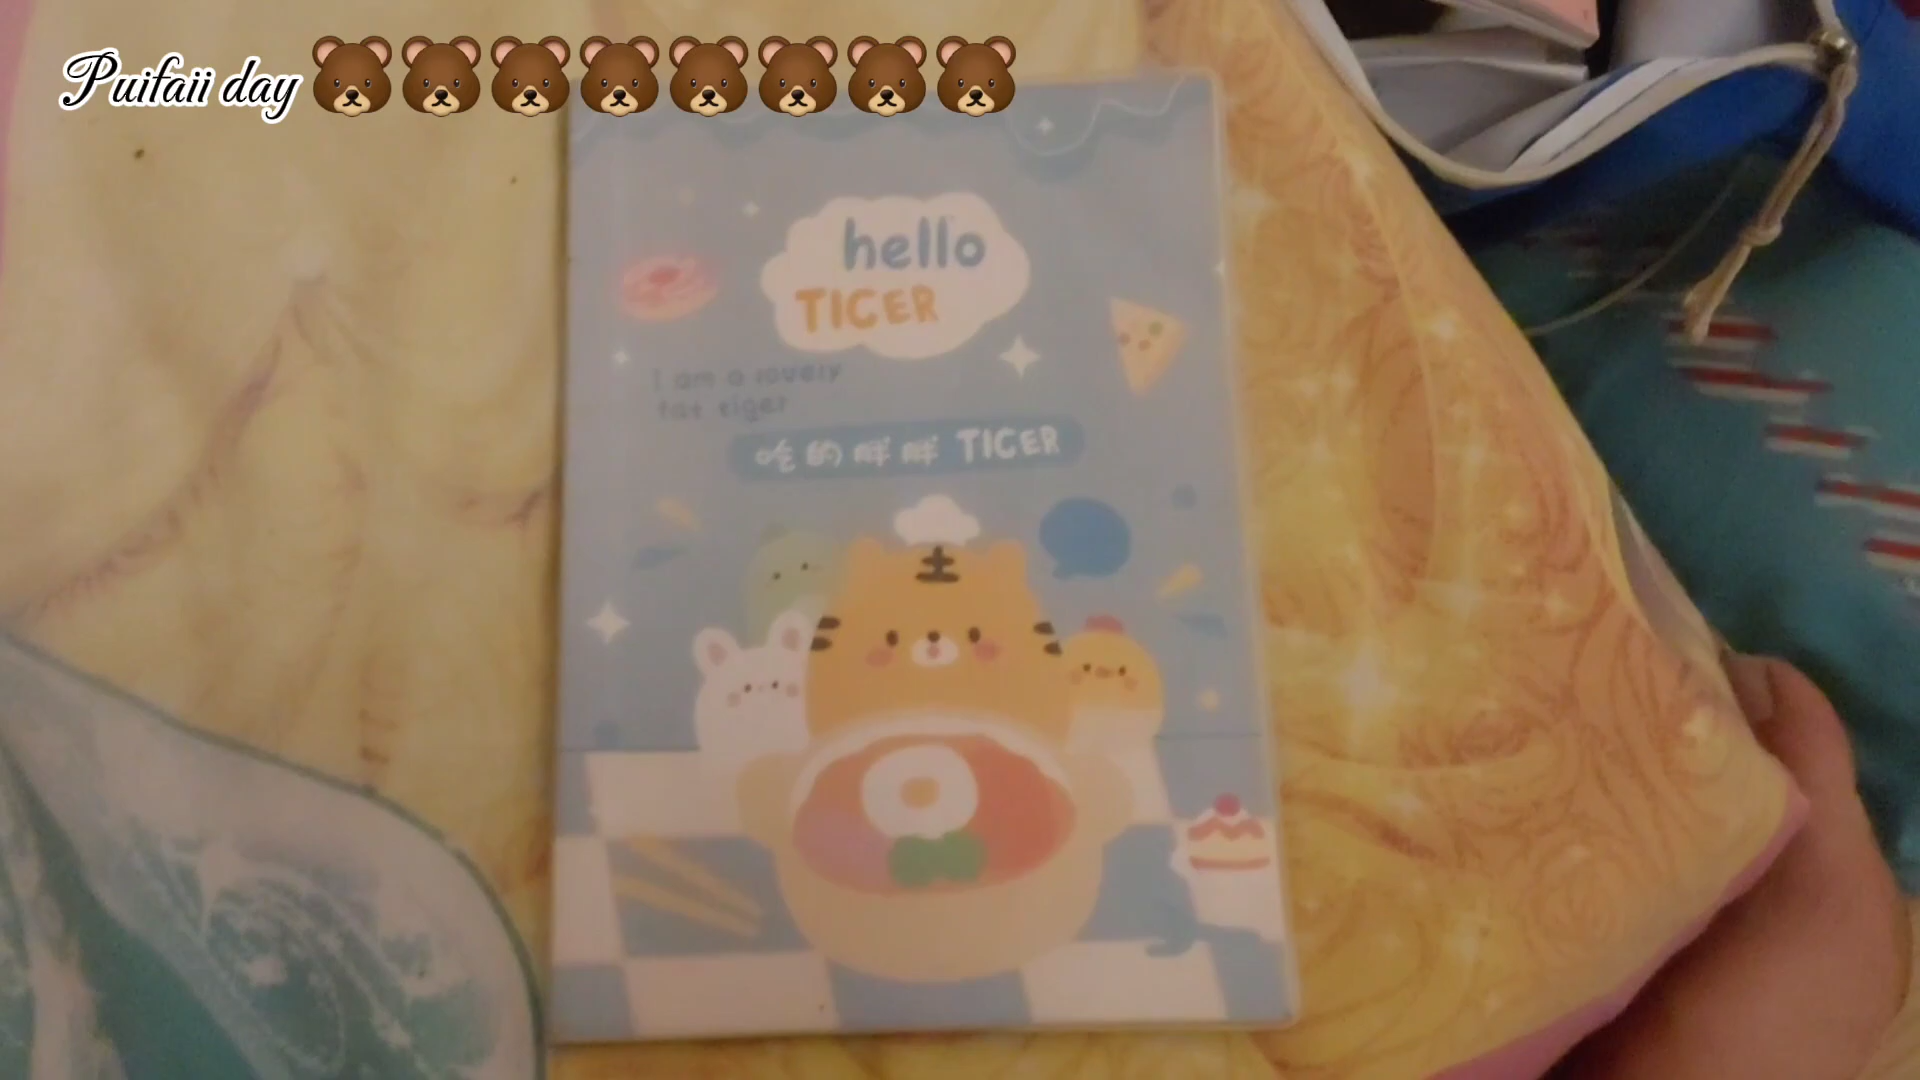 Puifaii day 🐻🐻🐻🐻🐻🐻🐻🐻
hello
TIGER
I am a lovely
fat tiger
吃的胖胖 TIGER